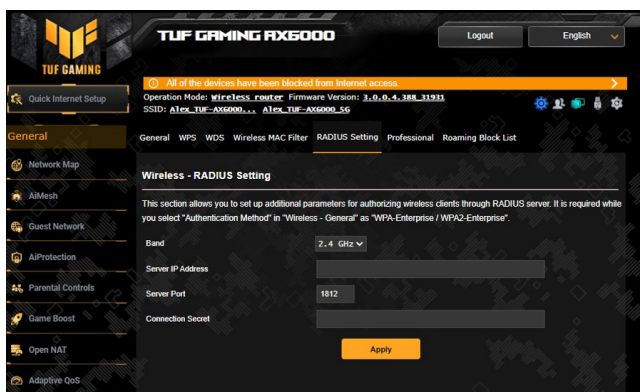 TUF GAMING AX6000
Logout
English
TUF GAMING
All of the devices have been blocked from Internet access.
Quick Internet Setup
Operation Mode: Wireless router Firmware Version: 3.0.0.4.388_31931
SSID: Alex_TUF-AX6000... Alex_TUF-AX6000_5G
General
General WPS WDS Wireless MAC Filter RADIUS Setting Professional Roaming Block List
Network Map
AiMesh
Guest Network
AiProtection
Parental Controls
Game Boost
Open NAT
Adaptive QoS
Wireless - RADIUS Setting
This section allows you to set up additional parameters for authorizing wireless clients through RADIUS server. It is required while
you select "Authentication Method" in "Wireless - General" as "WPA-Enterprise / WPA2-Enterprise".
Band 2.4 GHz
Server IP Address
Server Port 1812
Connection Secret
Apply